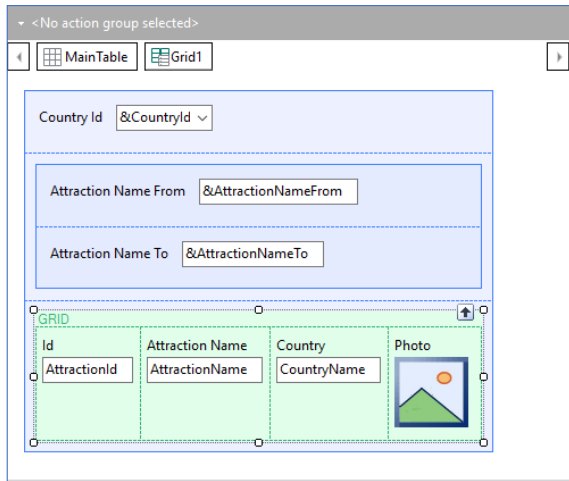 <No action group selected>
MainTable Grid1
Country Id &CountryId
Attraction Name From &AttractionNameFrom
Attraction Name To &AttractionNameTo
GRID
Id Attraction Name Country Photo
AttractionId AttractionName CountryName